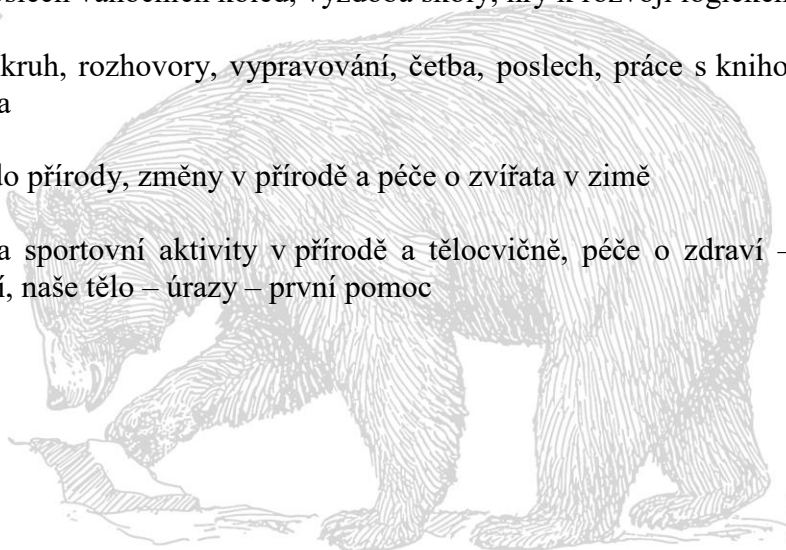 kruh, rozhovory, vypravování, četba, poslech, práce s kniho
a
do přírody, změny v přírodě a péče o zvířata v zimě
a sportovní aktivity v přírodě a tělocvičně, péče o zdraví –
í, naše tělo – úrazy – první pomoc